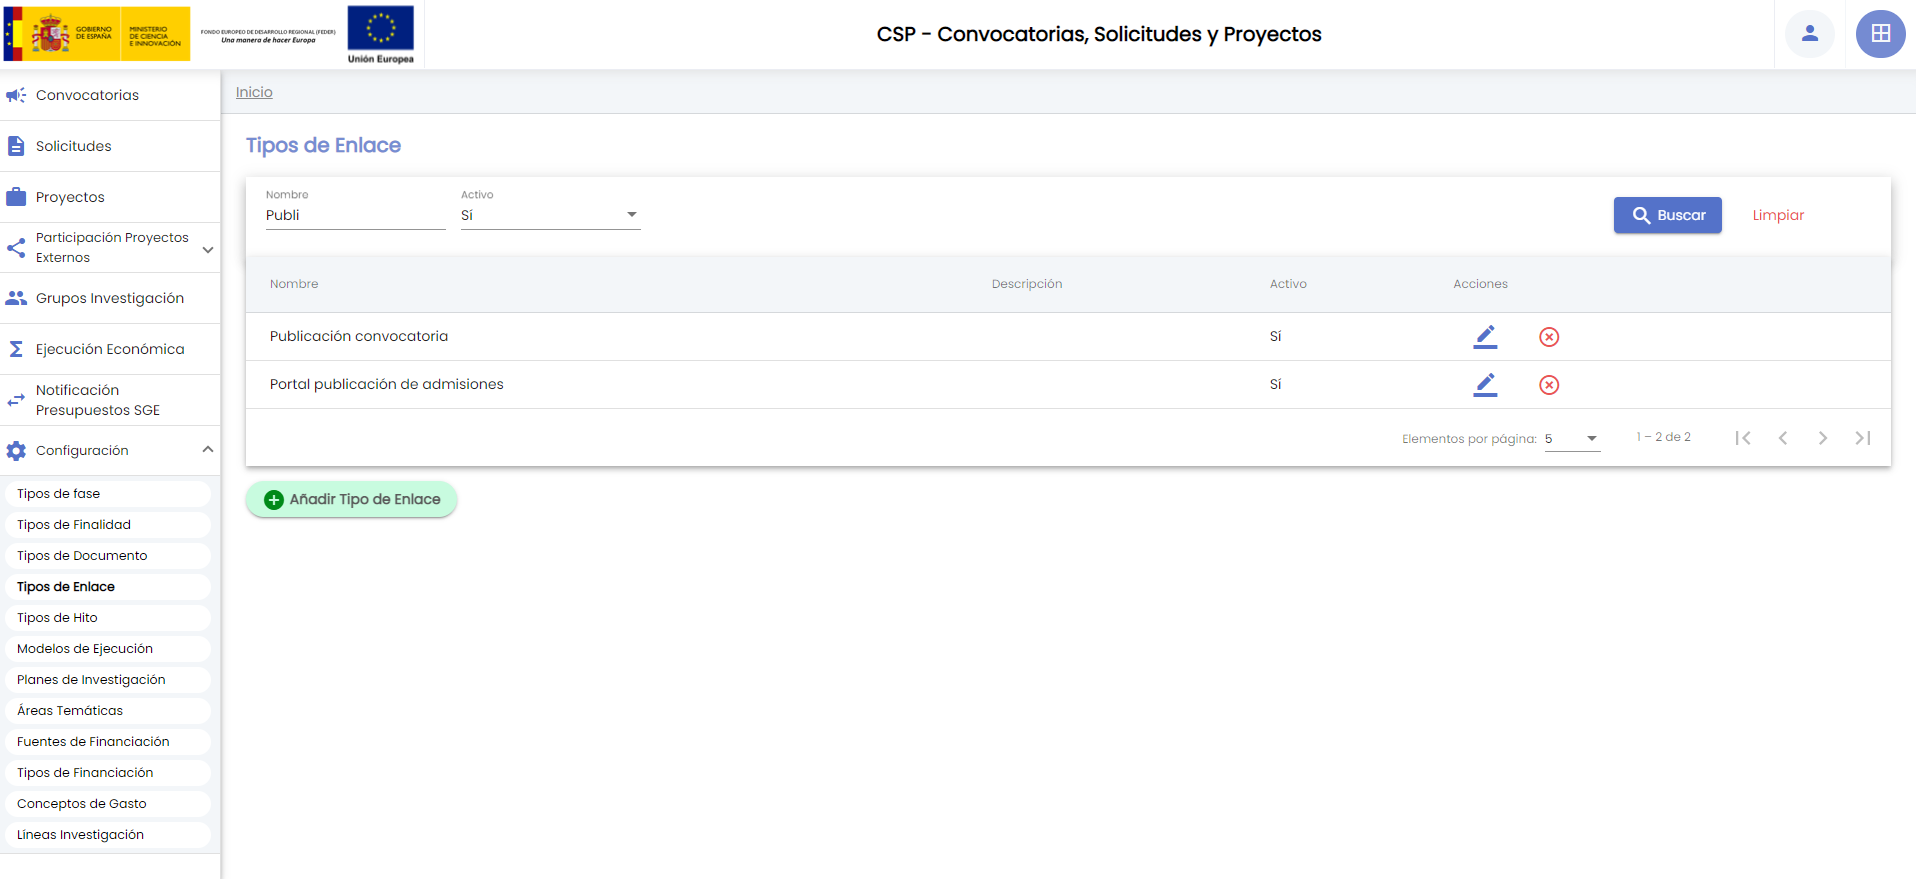 GOBIERNO
DE ESPAÑA
MINISTERIO
DE CIENCIA
E INNOVACIÓN
FONDO EUROPEO DE DESARROLLO REGIONAL (FEDER)
Una manera de hacer Europa
Unión Europea
CSP - Convocatorias, Solicitudes y Proyectos
Convocatorias
Solicitudes
Proyectos
Participación Proyectos
Externos
Grupos Investigación
Ejecución Económica
Notificación
Presupuestos SGE
Configuración
Tipos de fase
Tipos de Finalidad
Tipos de Documento
Tipos de Enlace
Tipos de Hito
Modelos de Ejecución
Planes de Investigación
Áreas Temáticas
Fuentes de Financiación
Tipos de Financiación
Conceptos de Gasto
Líneas Investigación
Inicio
Tipos de Enlace
Nombre
Publi
Activo
Sí
Buscar
Limpiar
Nombre Descripción Activo Acciones
Publicación convocatoria Sí
Portal publicación de admisiones Sí
Elementos por página: 5 1 – 2 de 2
Añadir Tipo de Enlace